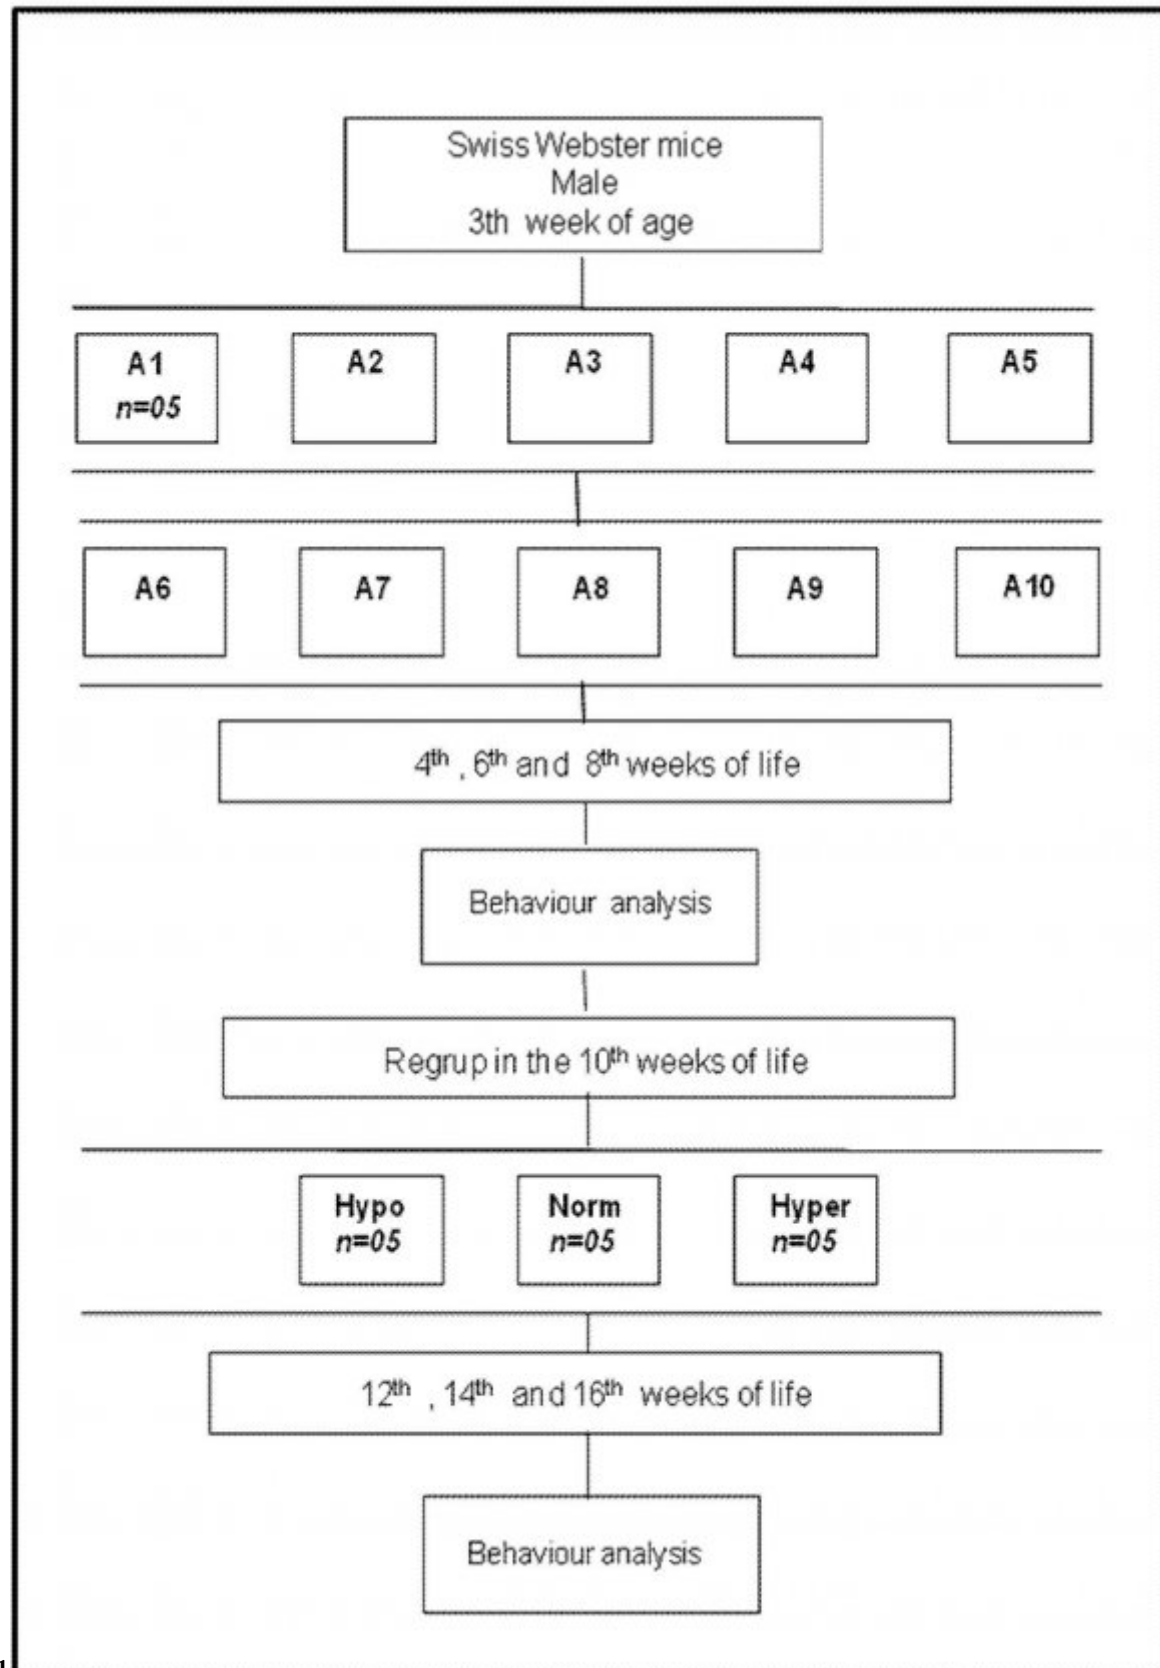 Swiss Webster mice
Male
3th week of age
A1
n=05
A2
A3
A4
A5
A6
A7
A8
A9
A10
4th , 6th and 8th weeks of life
Behaviour analysis
Regrup in the 10th weeks of life
Hypo
n=05
Norm
n=05
Hyper
n=05
12th , 14th and 16th weeks of life
Behaviour analysis